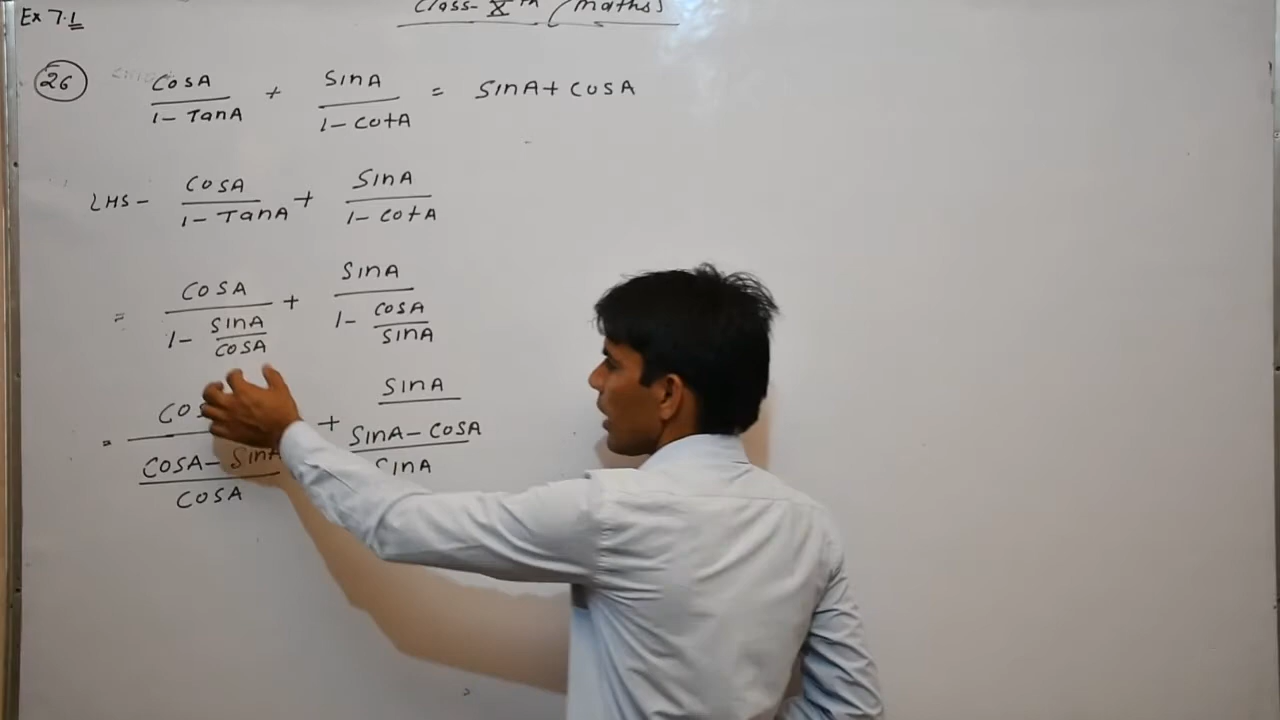 Ex 7.1
Class- Xth (Maths)
26 CosA / 1- TanA + SinA / 1- CotA = SinA + CosA
LHS - CosA / 1- TanA + SinA / 1- CotA
= CosA / 1- SinA/CosA + SinA / 1- CosA/SinA
= / CosA- SinA / CosA + SinA / SinA- CosA / SinA